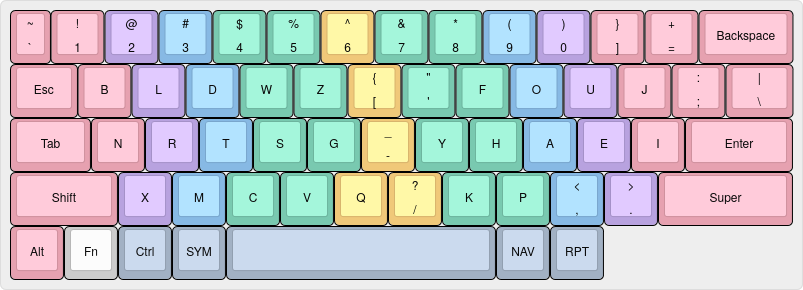 ~ ! @ # $ % ^ & * ( ) } +
` 1 2 3 4 5 6 7 8 9 0 ] = Backspace
Esc B L D W Z { [ " ' F O U J : ; | \
Tab N R T S G _ - Y H A E I Enter
Shift X M C V Q ? / K P < , > . Super
Alt Fn Ctrl SYM NAV RPT